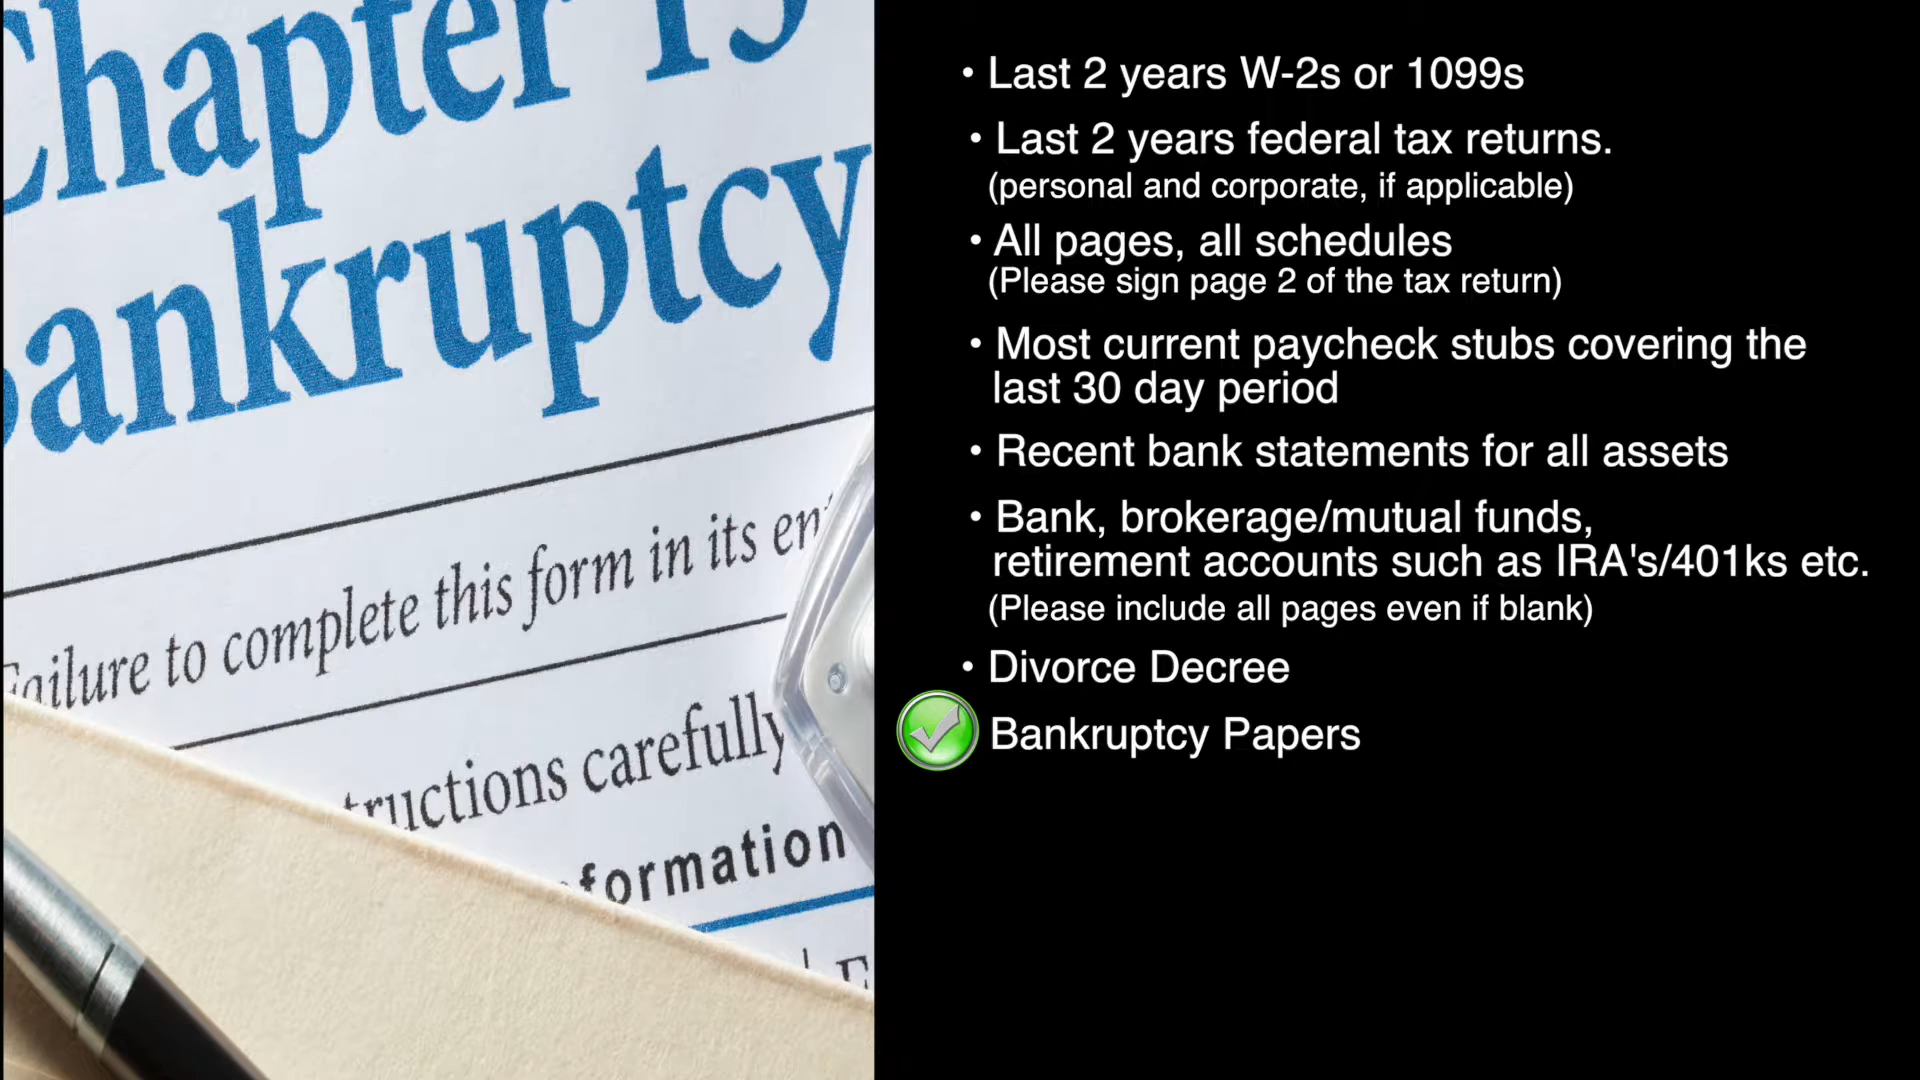 Chapter 13
Bankruptcy
Failure to complete this form in its
carefully
• Last 2 years W-2s or 1099s
• Last 2 years federal tax returns.
(personal and corporate, if applicable)
• All pages, all schedules
(Please sign page 2 of the tax return)
• Most current paycheck stubs covering the
last 30 day period
• Recent bank statements for all assets
• Bank, brokerage/mutual funds,
retirement accounts such as IRA's/401ks etc.
(Please include all pages even if blank)
• Divorce Decree
Bankruptcy Papers